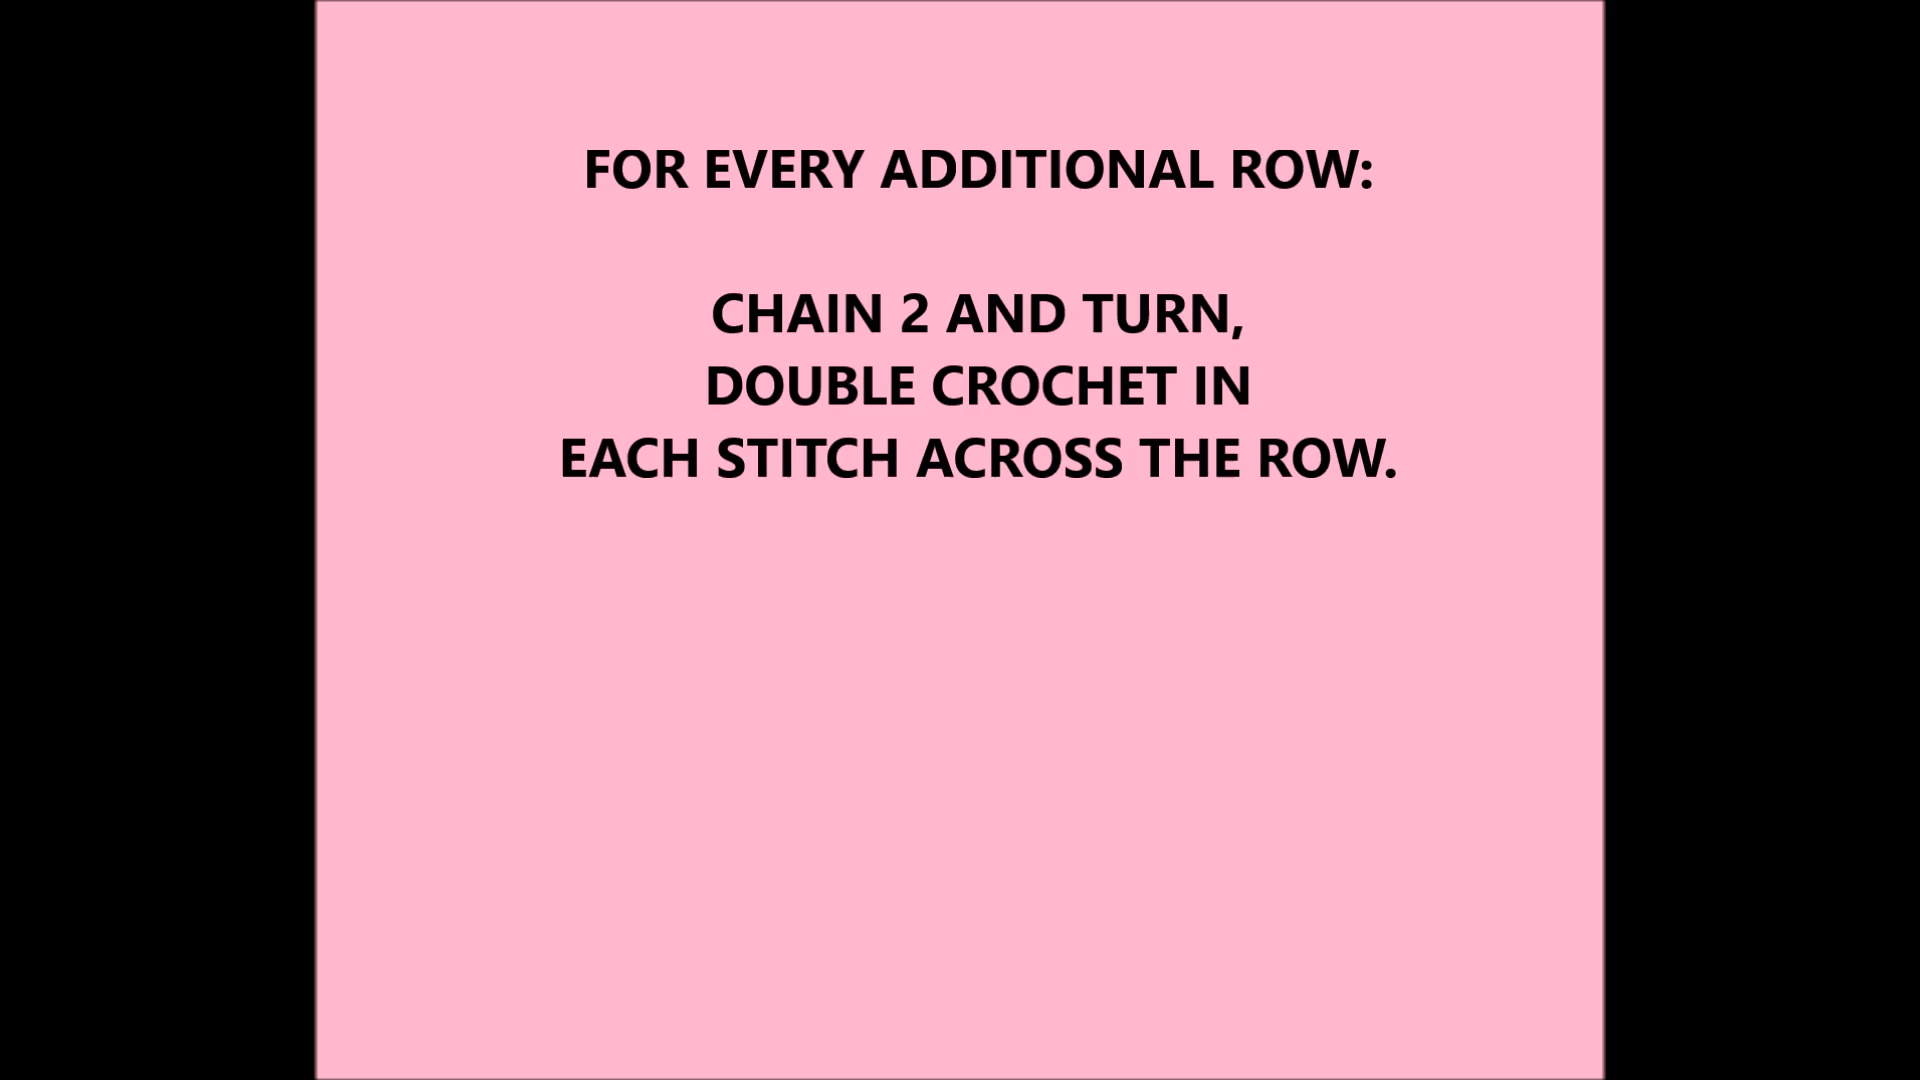 FOR EVERY ADDITIONAL ROW:
CHAIN 2 AND TURN,
DOUBLE CROCHET IN
EACH STITCH ACROSS THE ROW.